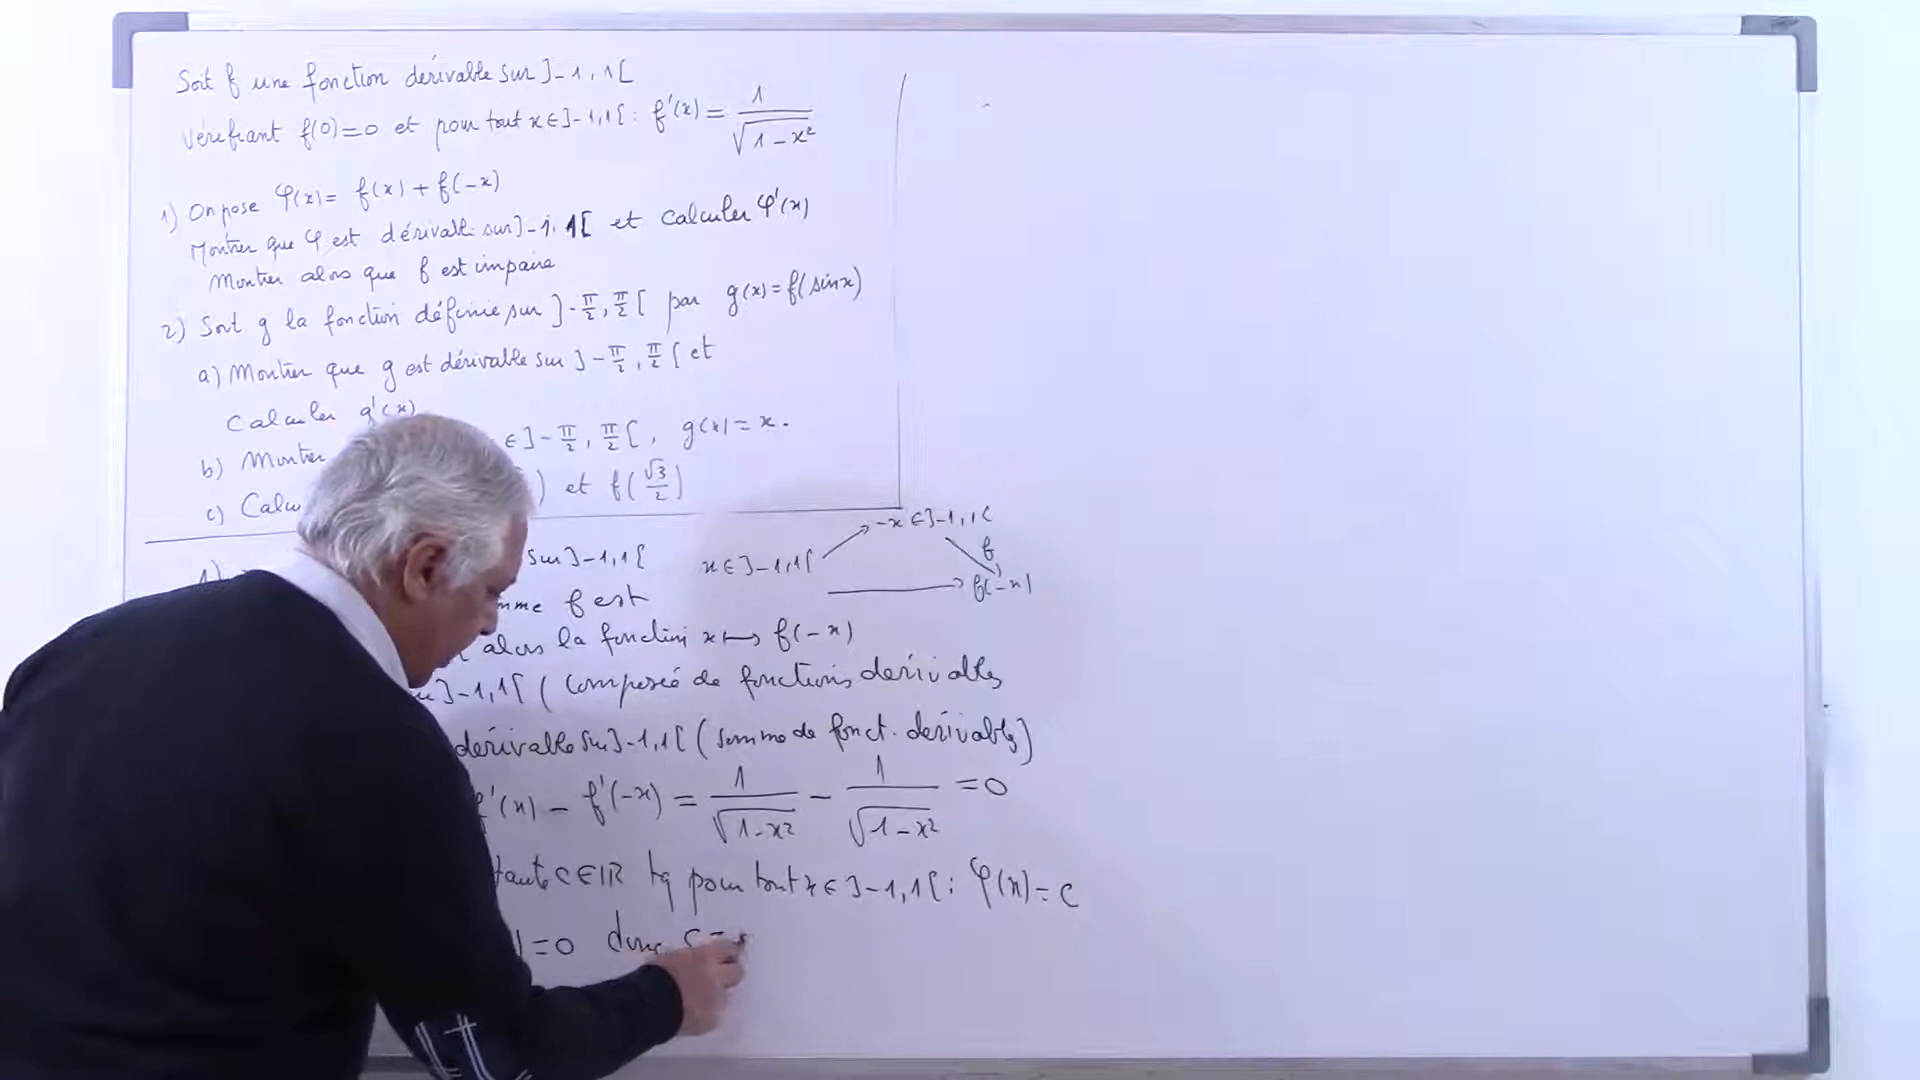 Soit f une fonction dérivable sur ]-1,1[
vérifiant f(0)=0 et pour tout x∈]-1,1[ : f'(x) = 1/√(1-x²)
1) On pose φ(x) = f(x) + f(-x)
Montrer que φ est dérivable sur ]-1,1[ et calculer φ'(x)
Montrer alors que f est impaire
2) Soit g la fonction définie sur ]-π/2, π/2[ par g(x) = f(sinx)
a) Montrer que g est dérivable sur ]-π/2, π/2[ et
Calculer g'(x)
b) Montrer ∈]-π/2, π/2[, g(x) = x.
c) ) et f(√3/2)
1) sur ]-1,1[ x∈]-1,1[ -x∈]-1,1[ f f(-x)
f est
alors la fonction x ↦ f(-x)
]-1,1[ (composée de fonctions dérivables
dérivable sur ]-1,1[ (somme de fonct. dérivables)
f'(x) - f'(-x) = 1/√(1-x²) - 1/√(1-x²) = 0
C∈IR tq pour tout x∈]-1,1[ : φ(x) = C
=0 donc C =